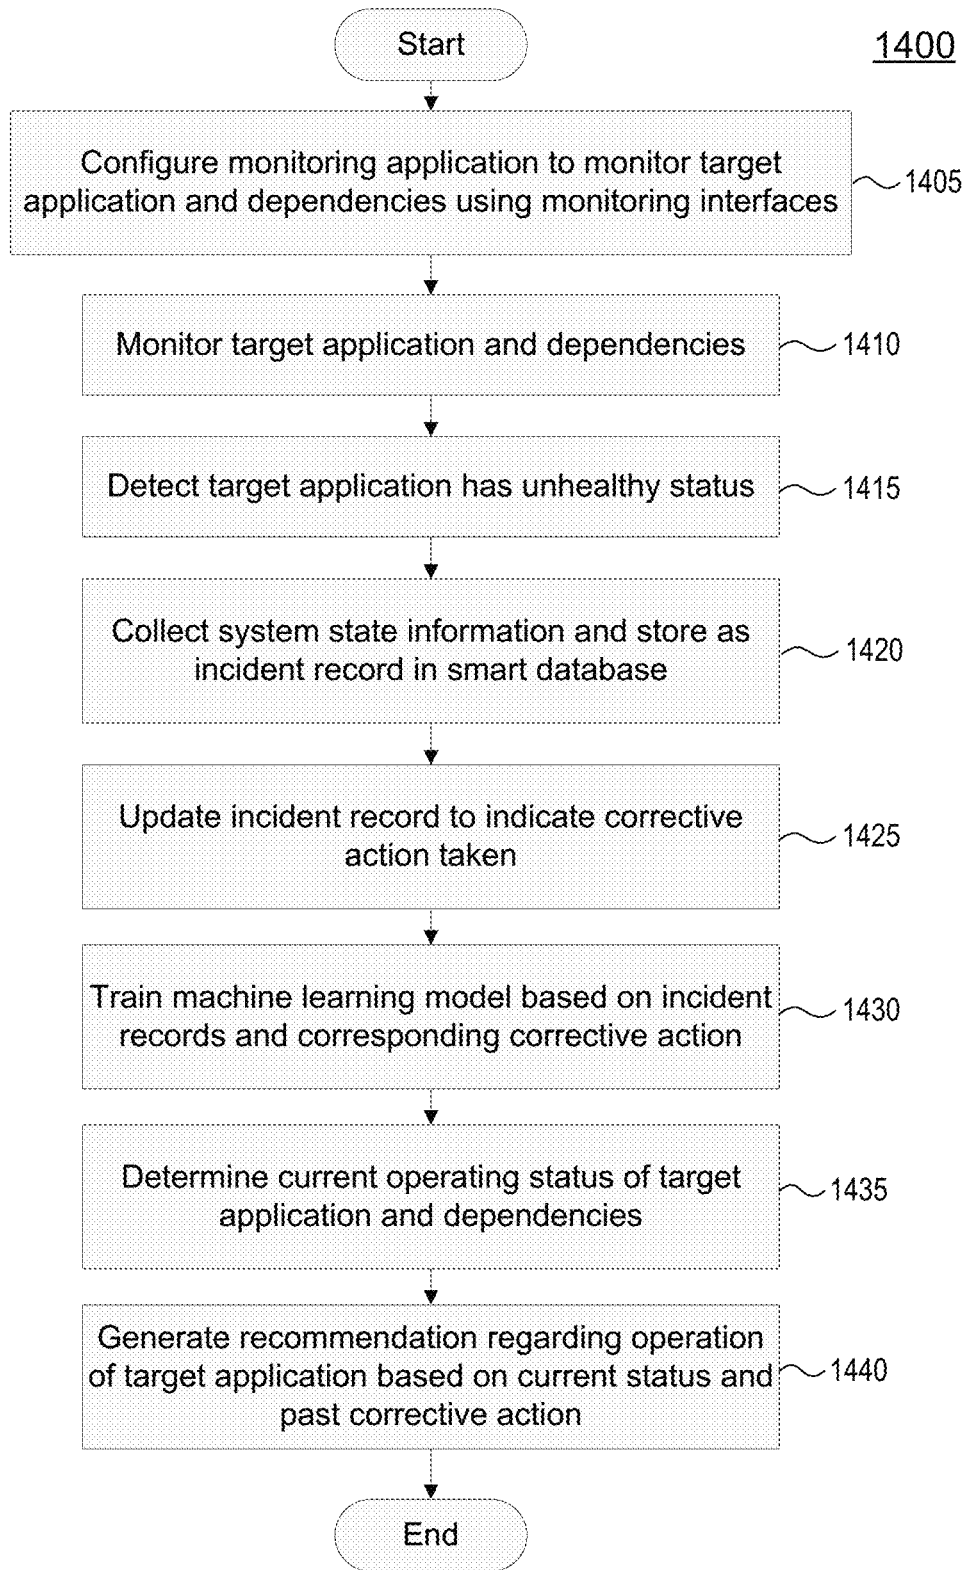 Start
1400
Configure monitoring application to monitor target
application and dependencies using monitoring interfaces
1405
Monitor target application and dependencies
1410
Detect target application has unhealthy status
1415
Collect system state information and store as
incident record in smart database
1420
Update incident record to indicate corrective
action taken
1425
Train machine learning model based on incident
records and corresponding corrective action
1430
Determine current operating status of target
application and dependencies
1435
Generate recommendation regarding operation
of target application based on current status and
past corrective action
1440
End